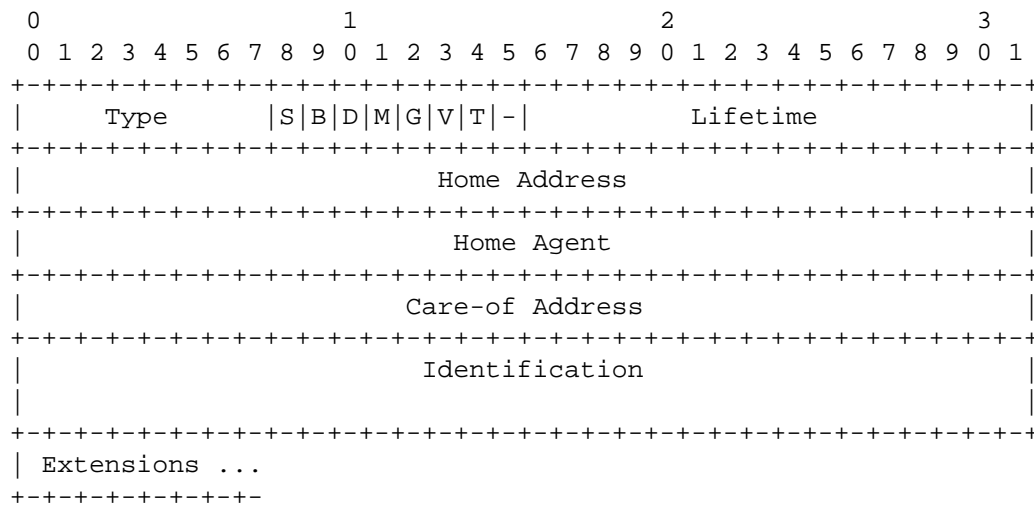 0                   1                   2                   3
0 1 2 3 4 5 6 7 8 9 0 1 2 3 4 5 6 7 8 9 0 1 2 3 4 5 6 7 8 9 0 1
+-+-+-+-+-+-+-+-+-+-+-+-+-+-+-+-+-+-+-+-+-+-+-+-+-+-+-+-+-+-+-+-+
|     Type      |S|B|D|M|G|V|T|-|          Lifetime             |
+-+-+-+-+-+-+-+-+-+-+-+-+-+-+-+-+-+-+-+-+-+-+-+-+-+-+-+-+-+-+-+-+
|                          Home Address                         |
+-+-+-+-+-+-+-+-+-+-+-+-+-+-+-+-+-+-+-+-+-+-+-+-+-+-+-+-+-+-+-+-+
|                           Home Agent                          |
+-+-+-+-+-+-+-+-+-+-+-+-+-+-+-+-+-+-+-+-+-+-+-+-+-+-+-+-+-+-+-+-+
|                        Care-of Address                        |
+-+-+-+-+-+-+-+-+-+-+-+-+-+-+-+-+-+-+-+-+-+-+-+-+-+-+-+-+-+-+-+-+
|                         Identification                        |
|                                                               |
+-+-+-+-+-+-+-+-+-+-+-+-+-+-+-+-+-+-+-+-+-+-+-+-+-+-+-+-+-+-+-+-+
| Extensions ...
+-+-+-+-+-+-+-+-